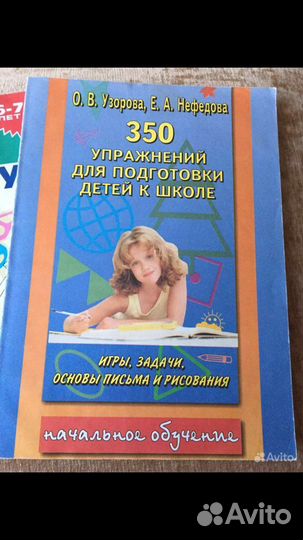 О. В. Узорова, Е. А. Нефедова
350
УПРАЖНЕНИЙ
ДЛЯ ПОДГОТОВКИ
ДЕТЕЙ К ШКОЛЕ
ИГРЫ, ЗАДАЧИ,
ОСНОВЫ ПИСЬМА И РИСОВАНИЯ
начальное обучение
6-7
ЛЕТ
У
Avito
Avito